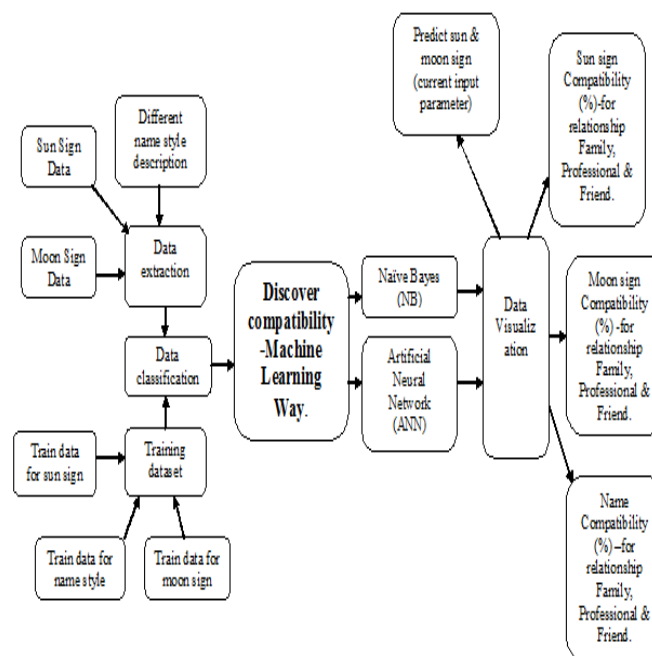 Predict sun &
moon sign
(current input
parameter)
Sun sign
Compatibility
(%)-for
relationship
Family,
Professional &
Friend.
Different
name style
description
Sun Sign
Data
Moon Sign
Data
Data
extraction
Data
classification
Discover
compatibility
-Machine
Learning
Way.
Naïve Bayes
(NB)
Artificial
Neural
Network
(ANN)
Data
Visualiz
ation
Moon sign
Compatibility
(%) -for
relationship
Family,
Professional &
Friend.
Train data
for sun sign
Training
dataset
Train data for
name style
Train data for
moon sign
Name
Compatibility
(%) –for
relationship
Family,
Professional &
Friend.